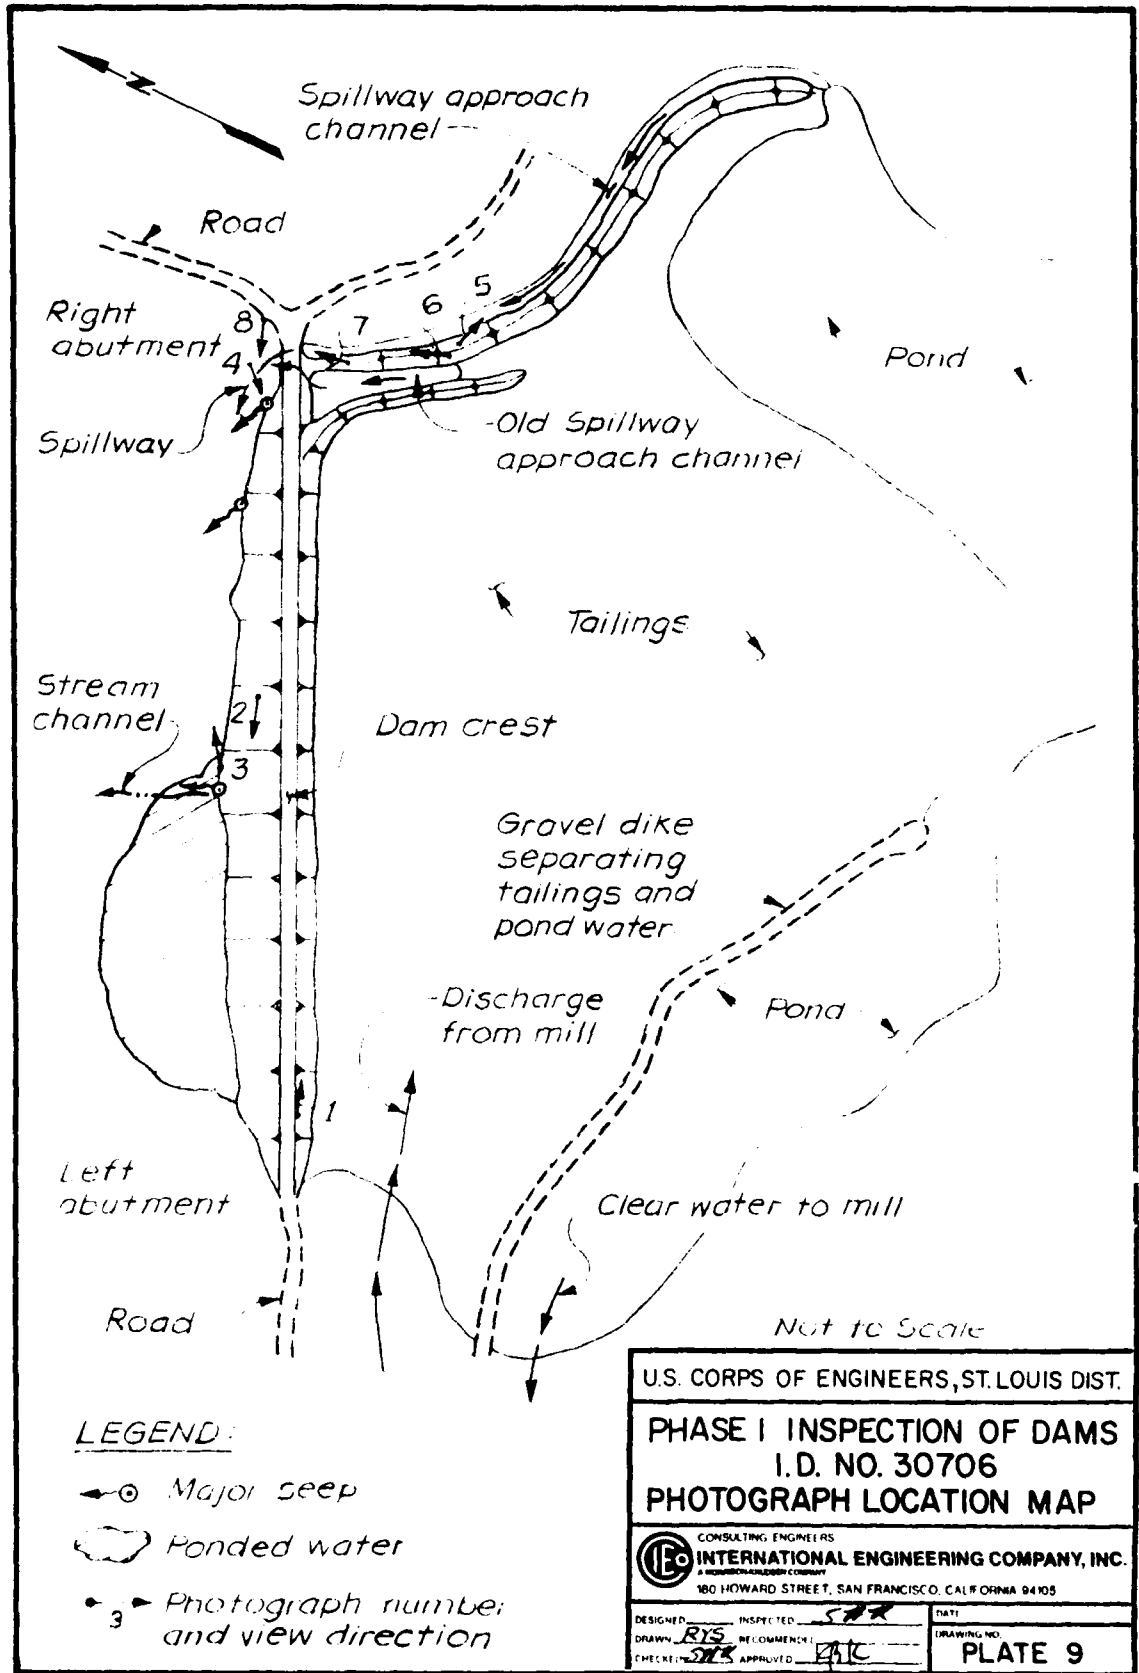 N
Spillway approach
channel
Road
Right
abutment
8
7
6
5
4
Spillway
Old Spillway
approach channel
Pond
Tailings
Stream
channel
2
3
Dam crest
Gravel dike
separating
tailings and
pond water
Discharge
from mill
Pond
1
Left
abutment
Clear water to mill
Road
Not to Scale
LEGEND:
Major seep
Ponded water
3
Photograph number
and view direction
U.S. CORPS OF ENGINEERS, ST. LOUIS DIST.
PHASE I INSPECTION OF DAMS
I.D. NO. 30706
PHOTOGRAPH LOCATION MAP
IECo
CONSULTING ENGINEERS
INTERNATIONAL ENGINEERING COMPANY, INC.
A MORRISON-KNUDSEN COMPANY
180 HOWARD STREET, SAN FRANCISCO, CALIFORNIA 94105
DESIGNED INSPECTED
DRAWN RYS RECOMMENDED
CHECKED APPROVED
DATE
DRAWING NO.
PLATE 9